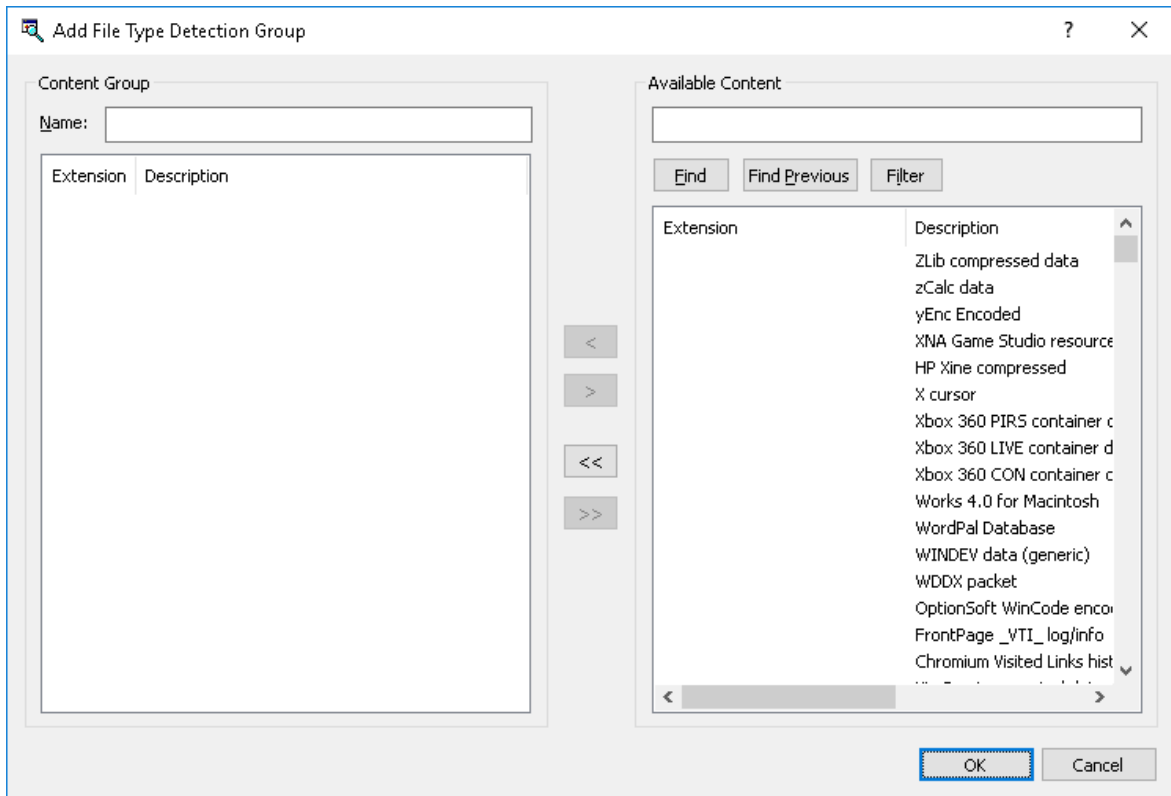 Add File Type Detection Group
?
Content Group
Name:
Extension Description
<
>
<<
>>
Available Content
Find Find Previous Filter
Extension Description
ZLib compressed data
zCalc data
yEnc Encoded
XNA Game Studio resource
HP Xine compressed
X cursor
Xbox 360 PIRS container
Xbox 360 LIVE container d
Xbox 360 CON container
Works 4.0 for Macintosh
WordPal Database
WINDEV data (generic)
WDDX packet
OptionSoft WinCode enco
FrontPage _VTI_ log/info
Chromium Visited Links hist
OK Cancel